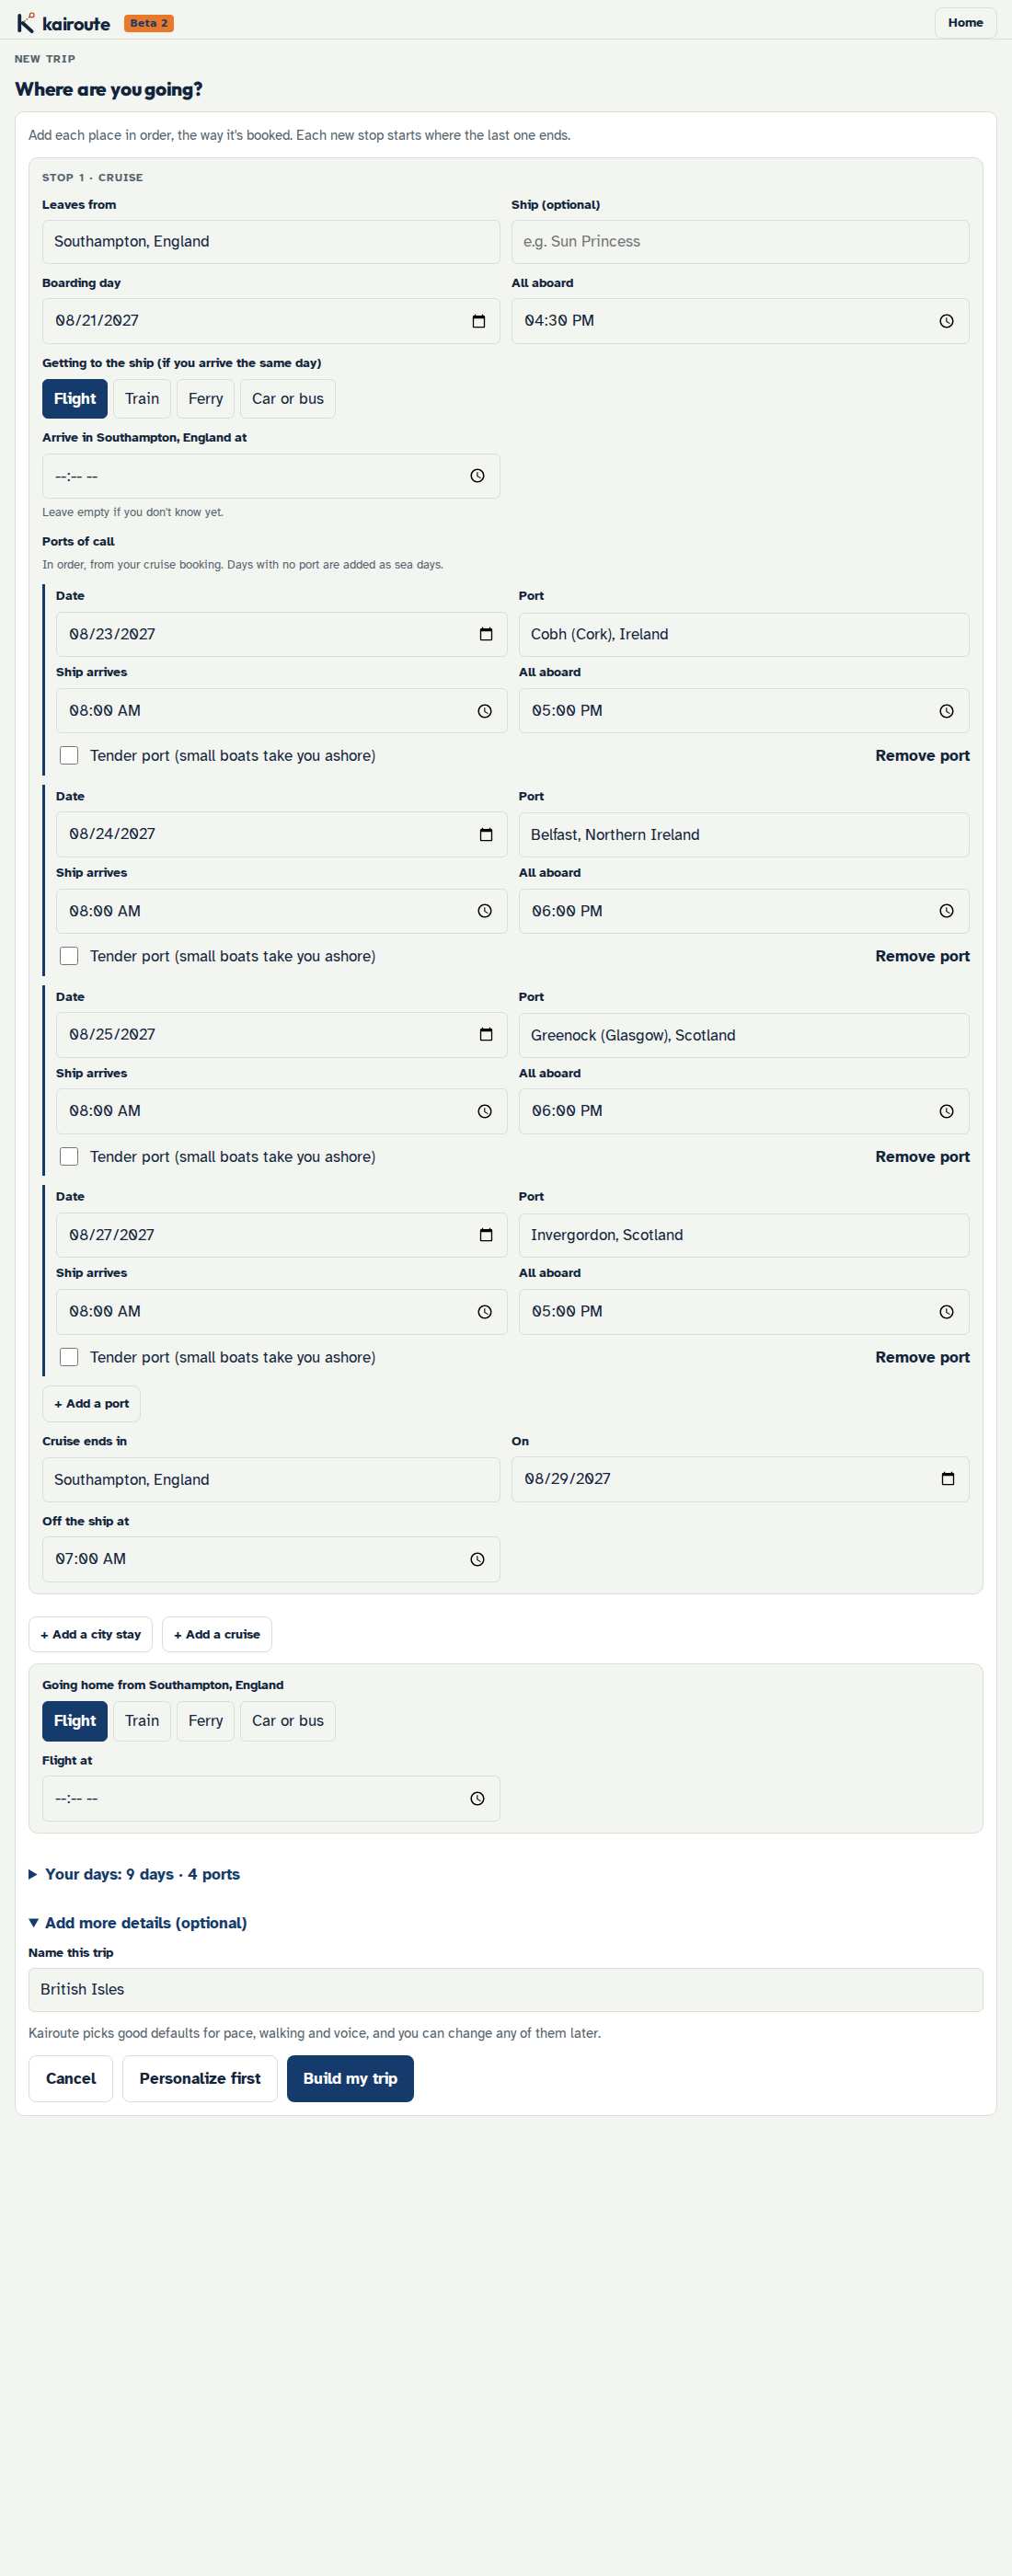 kairoute Beta 2 Home
NEW TRIP
Where are you going?
Add each place in order, the way it's booked. Each new stop starts where the last one ends.
STOP 1 · CRUISE
Leaves from Ship (optional)
Southampton, England e.g. Sun Princess
Boarding day All aboard
08/21/2027 04:30 PM
Getting to the ship (if you arrive the same day)
Flight Train Ferry Car or bus
Arrive in Southampton, England at
--:-- --
Leave empty if you don't know yet.
Ports of call
In order, from your cruise booking. Days with no port are added as sea days.
Date Port
08/23/2027 Cobh (Cork), Ireland
Ship arrives All aboard
08:00 AM 05:00 PM
Tender port (small boats take you ashore) Remove port
Date Port
08/24/2027 Belfast, Northern Ireland
Ship arrives All aboard
08:00 AM 06:00 PM
Tender port (small boats take you ashore) Remove port
Date Port
08/25/2027 Greenock (Glasgow), Scotland
Ship arrives All aboard
08:00 AM 06:00 PM
Tender port (small boats take you ashore) Remove port
Date Port
08/27/2027 Invergordon, Scotland
Ship arrives All aboard
08:00 AM 05:00 PM
Tender port (small boats take you ashore) Remove port
+ Add a port
Cruise ends in On
Southampton, England 08/29/2027
Off the ship at
07:00 AM
+ Add a city stay + Add a cruise
Going home from Southampton, England
Flight Train Ferry Car or bus
Flight at
--:-- --
Your days: 9 days · 4 ports
Add more details (optional)
Name this trip
British Isles
Kairoute picks good defaults for pace, walking and voice, and you can change any of them later.
Cancel Personalize first Build my trip